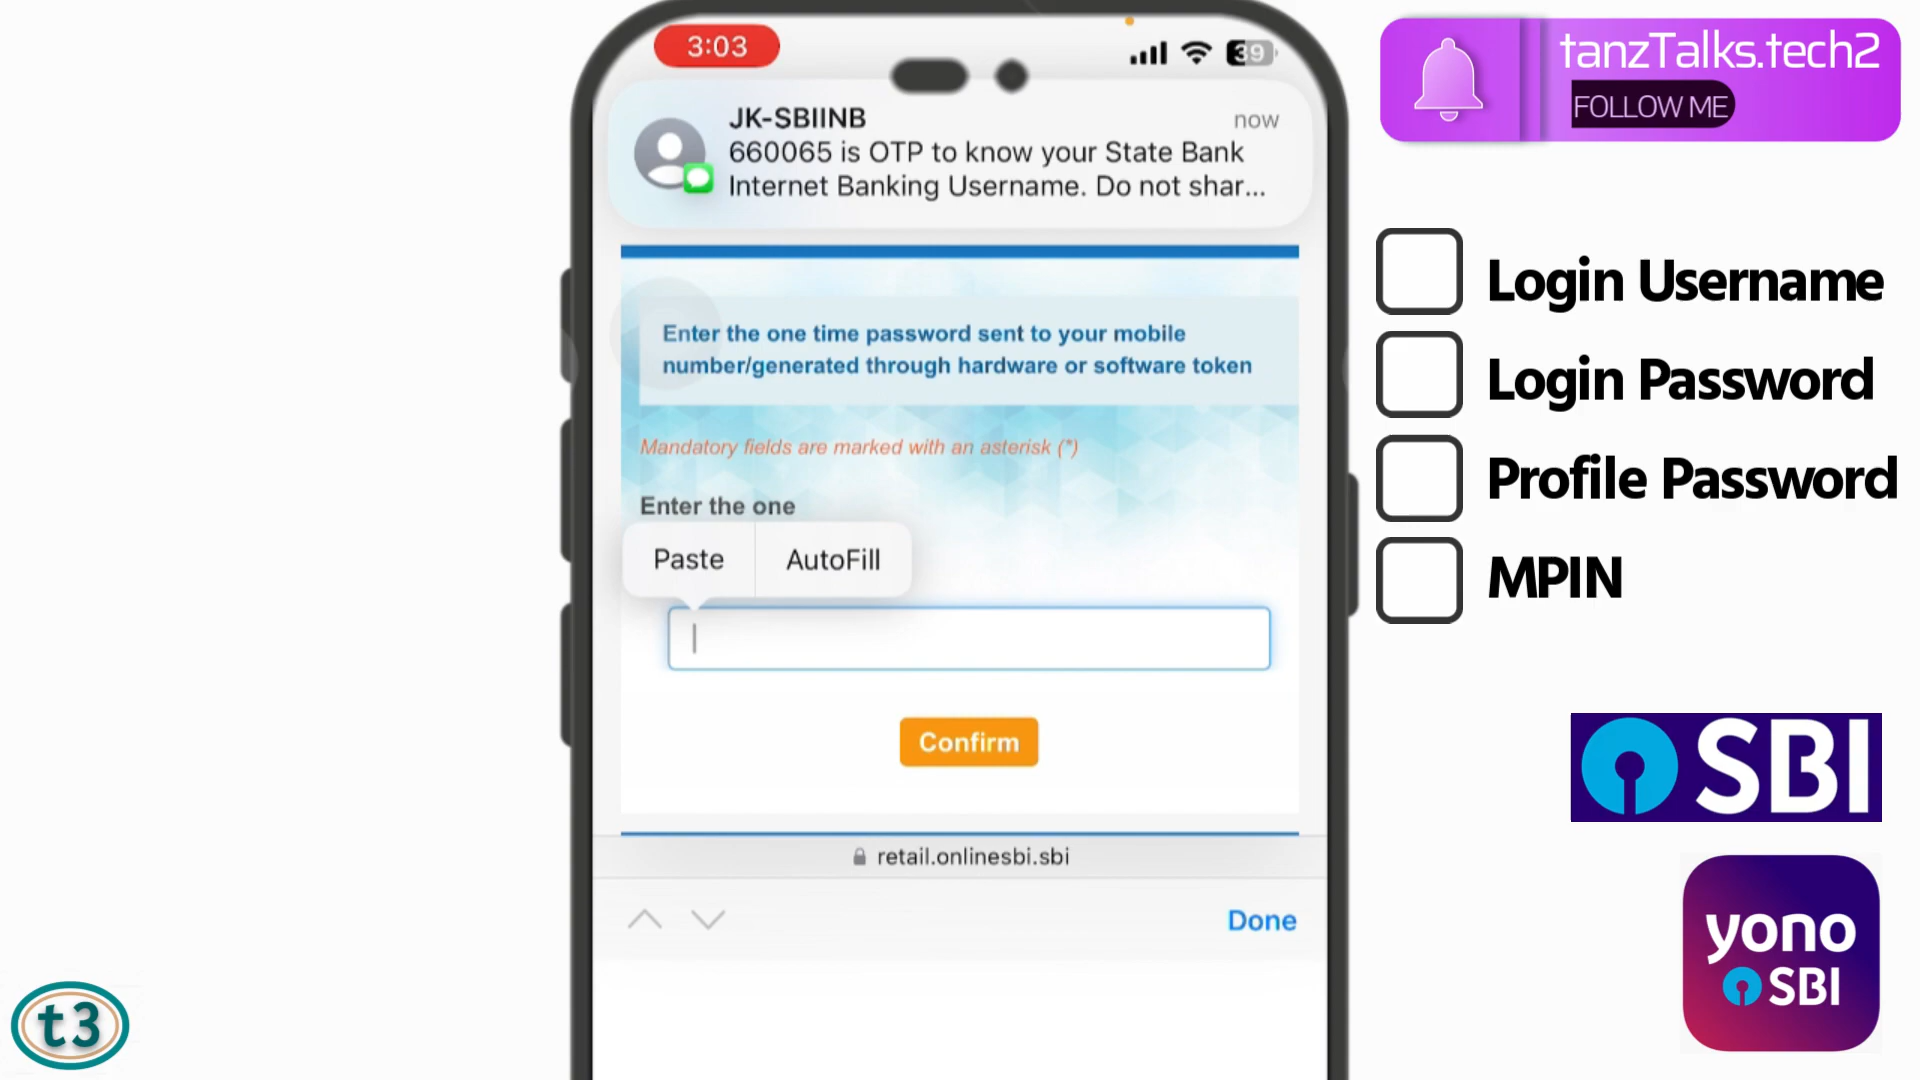 3:03
39
JK-SBIINB
now
660065 is OTP to know your State Bank
Internet Banking Username. Do not shar...
Enter the one time password sent to your mobile
number/generated through hardware or software token
Mandatory fields are marked with an asterisk (*)
Enter the one
Paste
AutoFill
Confirm
retail.onlinesbi.sbi
Done
tanzTalks.tech2
FOLLOW ME
Login Username
Login Password
Profile Password
MPIN
SBI
yono
SBI
t3